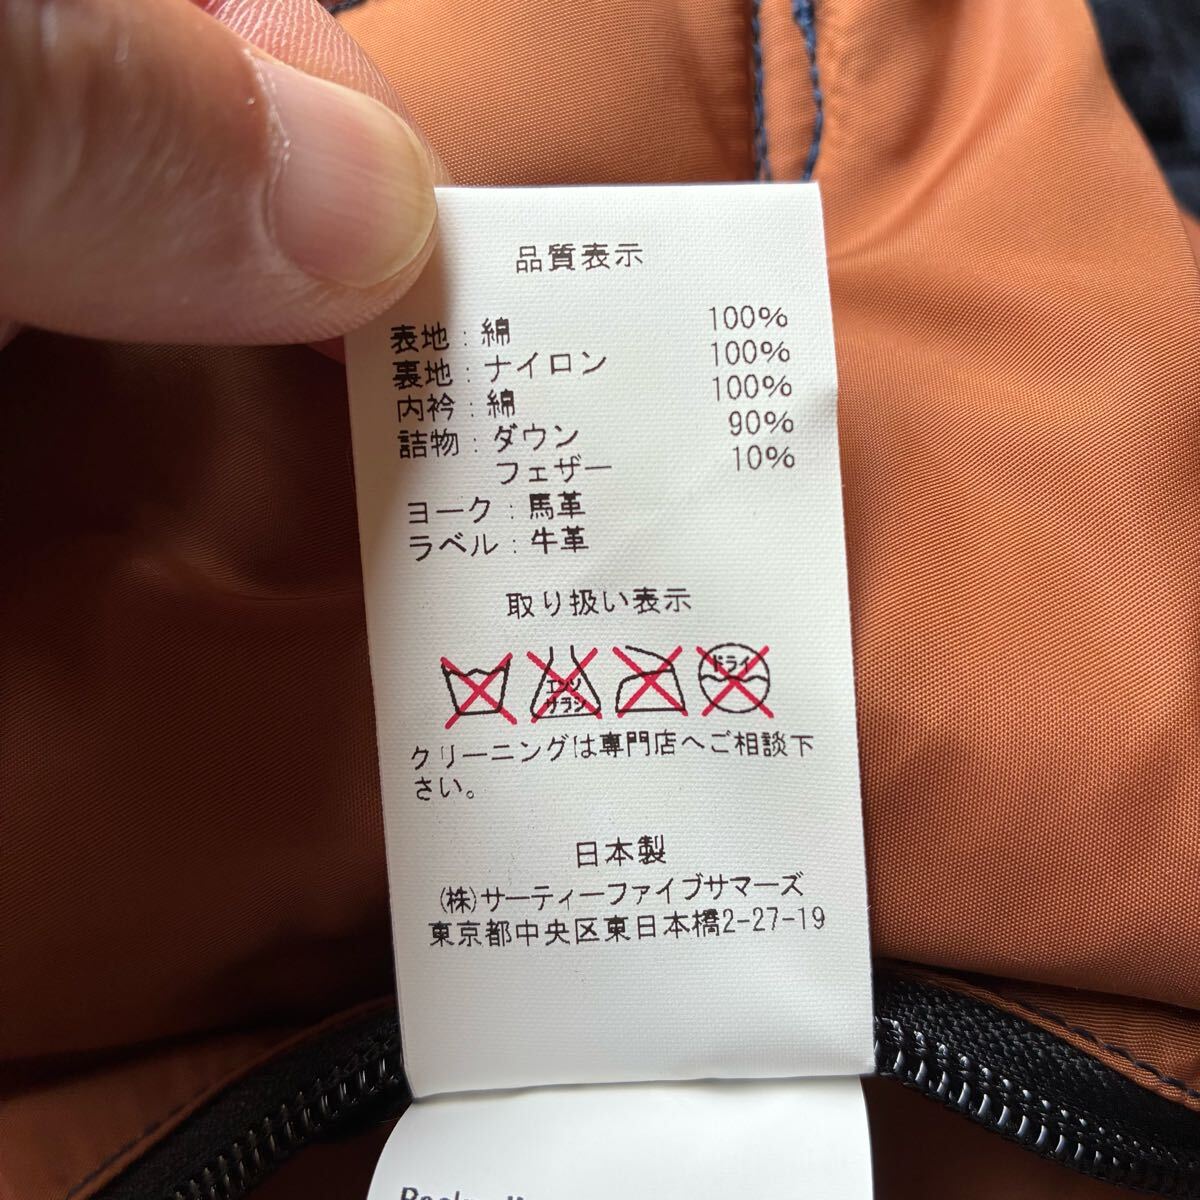 品質表示
表地：綿 100%
裏地：ナイロン 100%
内衿：綿 100%
詰物：ダウン 90%
フェザー 10%
ヨーク：馬革
ラベル：牛革
取り扱い表示
エンソ
サラシ
ドライ
クリーニングは専門店へご相談下
さい。
日本製
(株)サーティーファイブサマーズ
東京都中央区東日本橋2-27-19